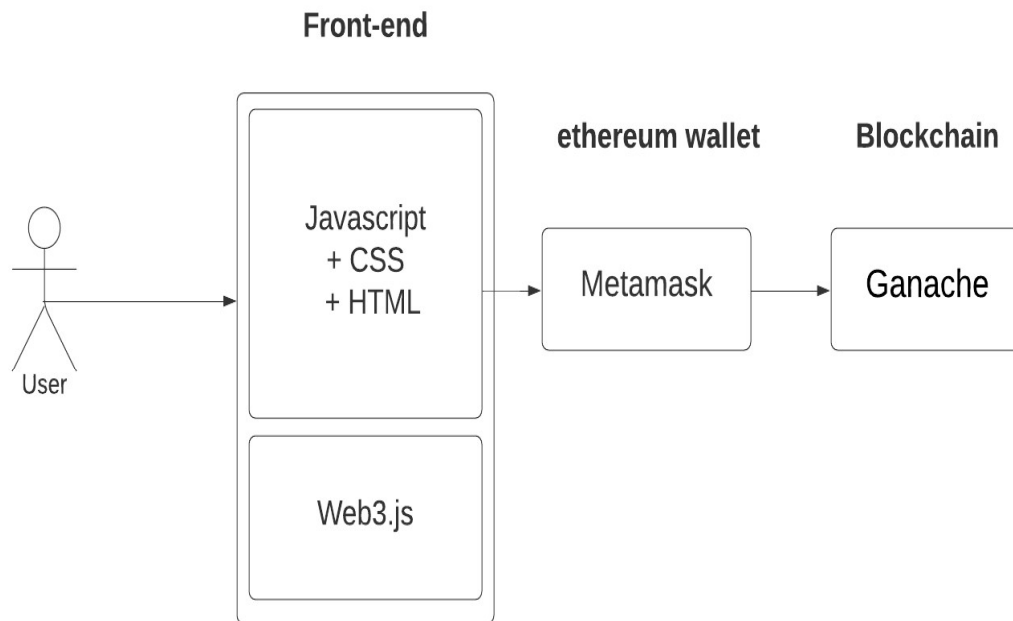 Front-end
ethereum wallet
Blockchain
Javascript
+ CSS
+ HTML
Metamask
Ganache
User
Web3.js